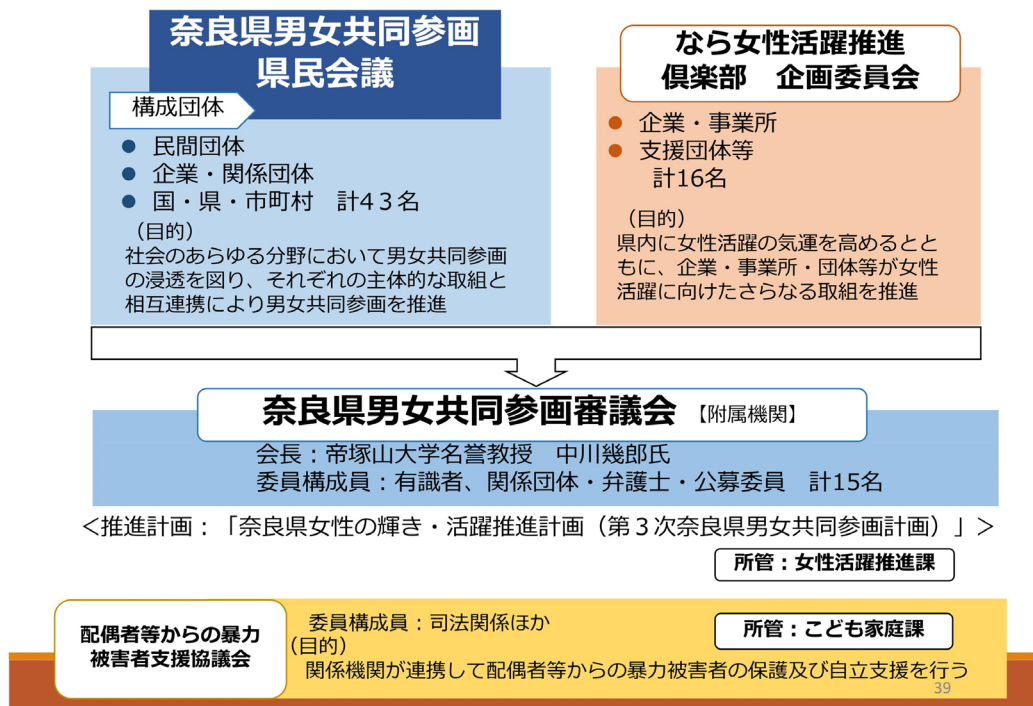 奈良県男女共同参画
県民会議
構成団体
● 民間団体
● 企業・関係団体
● 国・県・市町村　計４３名
（目的）
社会のあらゆる分野において男女共同参画
の浸透を図り、それぞれの主体的な取組と
相互連携により男女共同参画を推進
なら女性活躍推進
倶楽部　企画委員会
● 企業・事業所
● 支援団体等
計16名
（目的）
県内に女性活躍の気運を高めるとと
もに、企業・事業所・団体等が女性
活躍に向けたさらなる取組を推進
奈良県男女共同参画審議会 【附属機関】
会長：帝塚山大学名誉教授　中川幾郎氏
委員構成員：有識者、関係団体・弁護士・公募委員　計15名
＜推進計画：「奈良県女性の輝き・活躍推進計画（第３次奈良県男女共同参画計画）」＞
所管：女性活躍推進課
配偶者等からの暴力
被害者支援協議会
委員構成員：司法関係ほか
所管：こども家庭課
（目的）
関係機関が連携して配偶者等からの暴力被害者の保護及び自立支援を行う
39